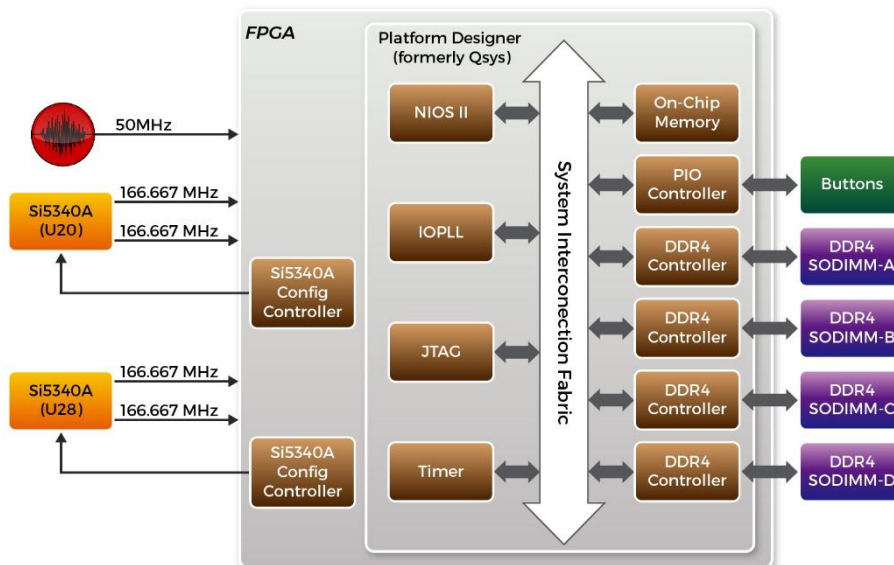 FPGA
Platform Designer
(formerly Qsys)
50MHz
Si5340A
(U20)
166.667 MHz
166.667 MHz
Si5340A
Config
Controller
Si5340A
(U28)
166.667 MHz
166.667 MHz
Si5340A
Config
Controller
NIOS II
IOPLL
JTAG
Timer
System Interconection Fabric
On-Chip
Memory
PIO
Controller
DDR4
Controller
DDR4
Controller
DDR4
Controller
DDR4
Controller
Buttons
DDR4
SODIMM-A
DDR4
SODIMM-B
DDR4
SODIMM-C
DDR4
SODIMM-D